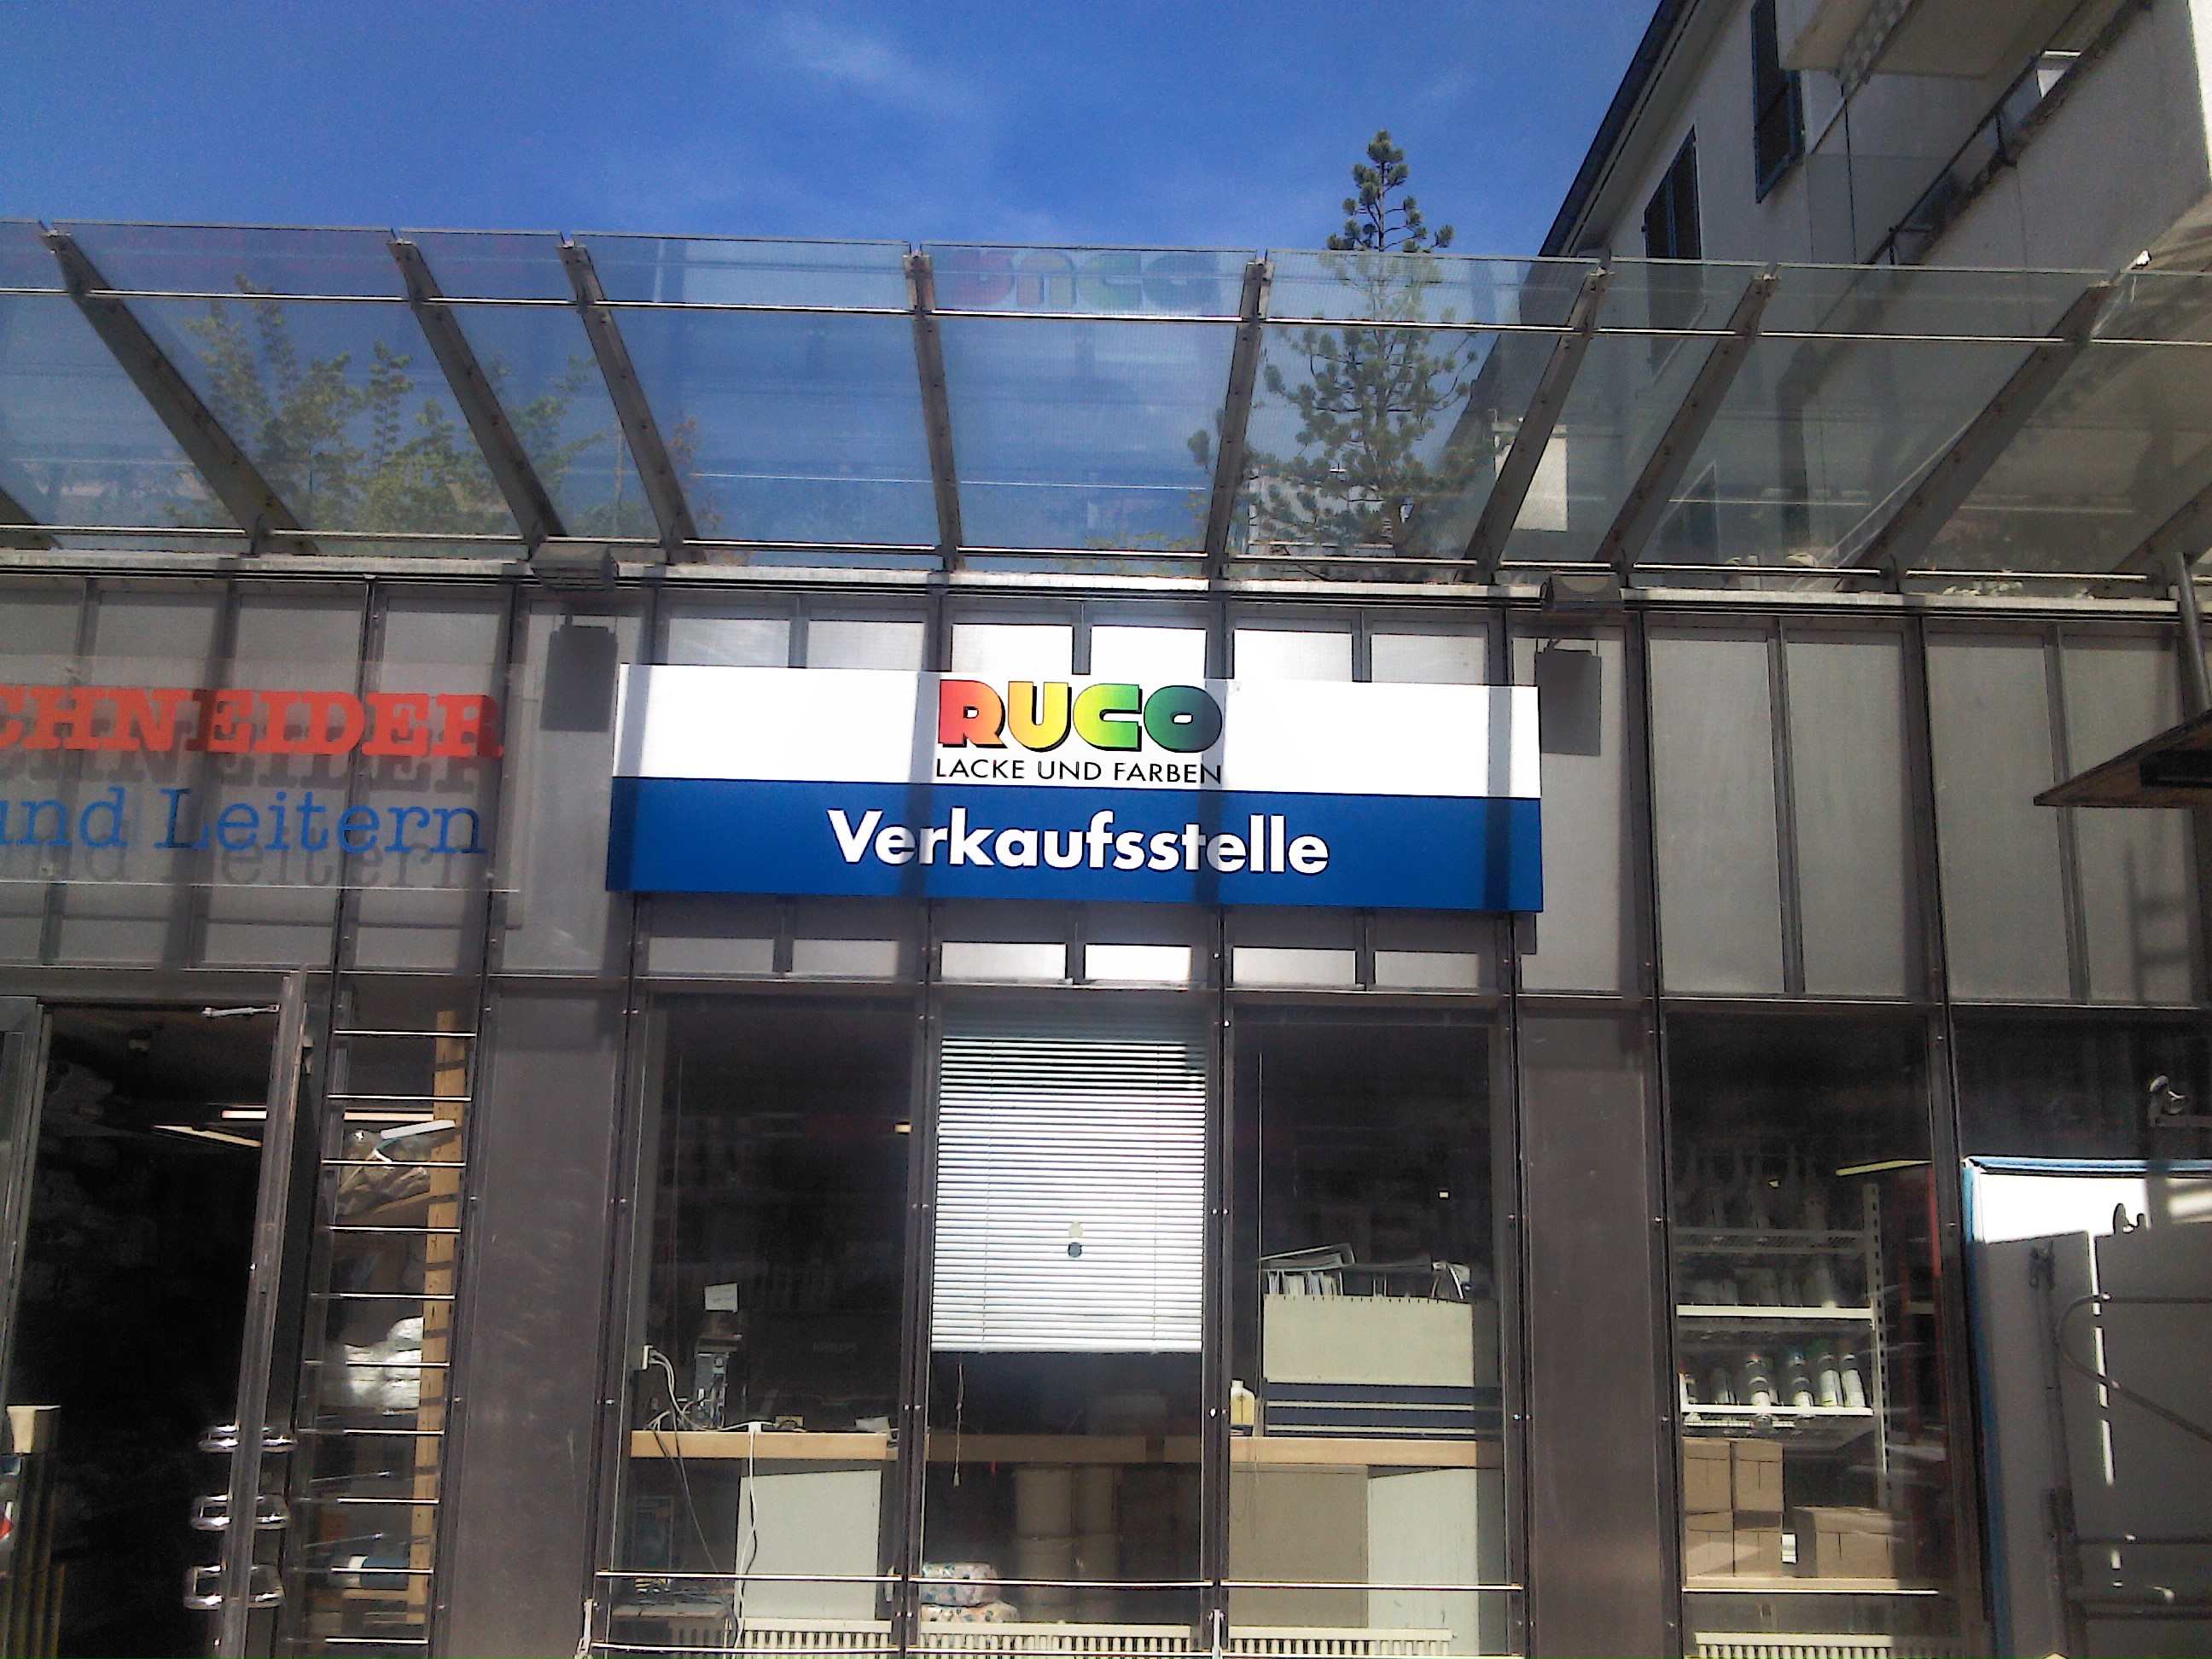 CHNEIDER
und Leitern
RUCO
LACKE UND FARBEN
Verkaufsstelle